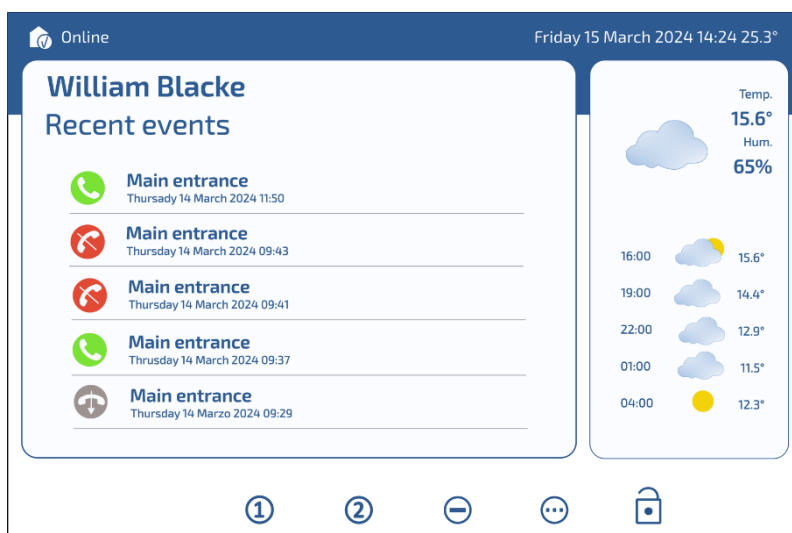 Online
Friday 15 March 2024 14:24 25.3°
William Blacke
Recent events
Main entrance
Thursady 14 March 2024 11:50
Main entrance
Thursday 14 March 2024 09:43
Main entrance
Thursday 14 March 2024 09:41
Main entrance
Thrusday 14 March 2024 09:37
Main entrance
Thursday 14 Marzo 2024 09:29
Temp.
15.6°
Hum.
65%
16:00 15.6°
19:00 14.4°
22:00 12.9°
01:00 11.5°
04:00 12.3°
1 2